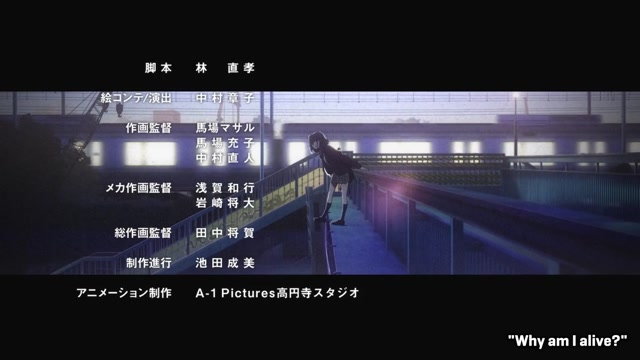 脚本 林 直孝
絵コンテ/演出 中村章子
作画監督 馬場マサル
馬場充子
中村直人
メカ作画監督 浅賀和行
岩崎将大
総作画監督 田中将賀
制作進行 池田成美
アニメーション制作 A-1 Pictures高円寺スタジオ
"Why am I alive?"